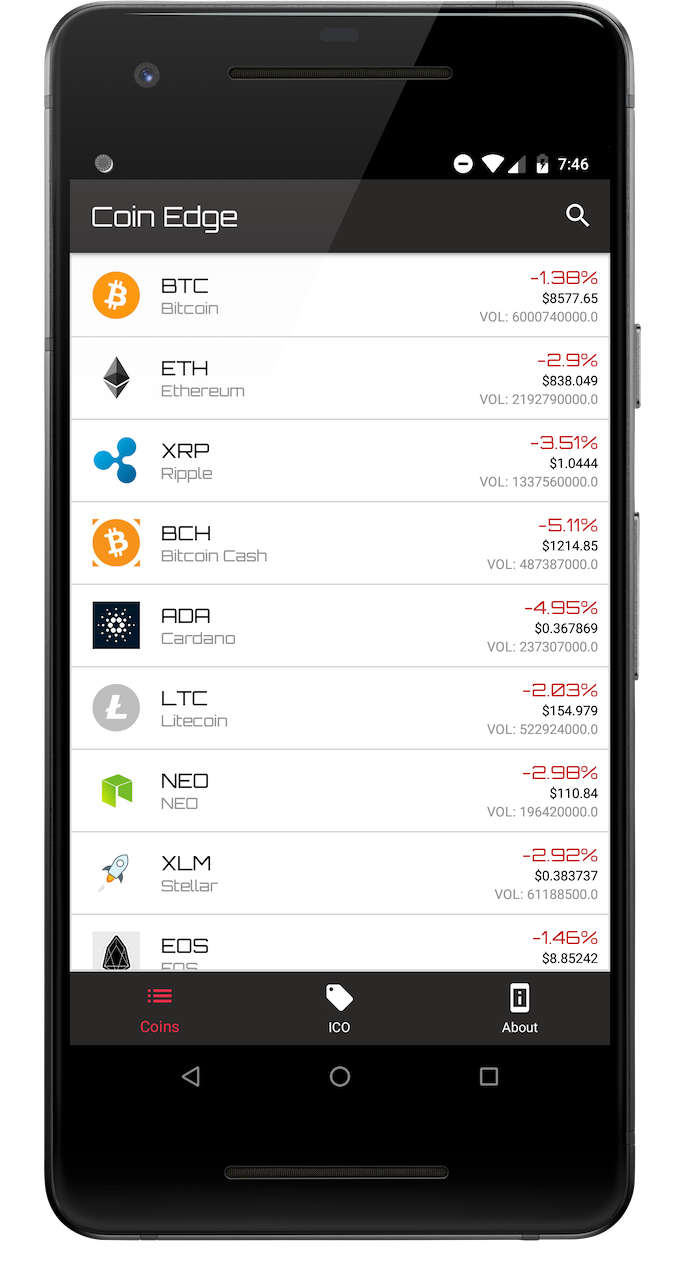 7:46
Coin Edge
BTC
Bitcoin
-1.38%
$8577.65
VOL: 6000740000.0
ETH
Ethereum
-2.9%
$838.049
VOL: 2192790000.0
XRP
Ripple
-3.51%
$1.0444
VOL: 1337560000.0
BCH
Bitcoin Cash
-5.11%
$1214.85
VOL: 487387000.0
ADA
Cardano
-4.95%
$0.367869
VOL: 237307000.0
LTC
Litecoin
-2.03%
$154.979
VOL: 522924000.0
NEO
NEO
-2.98%
$110.84
VOL: 196420000.0
XLM
Stellar
-2.92%
$0.383737
VOL: 61188500.0
EOS
EOS
-1.46%
$8.85242
Coins
ICO
About